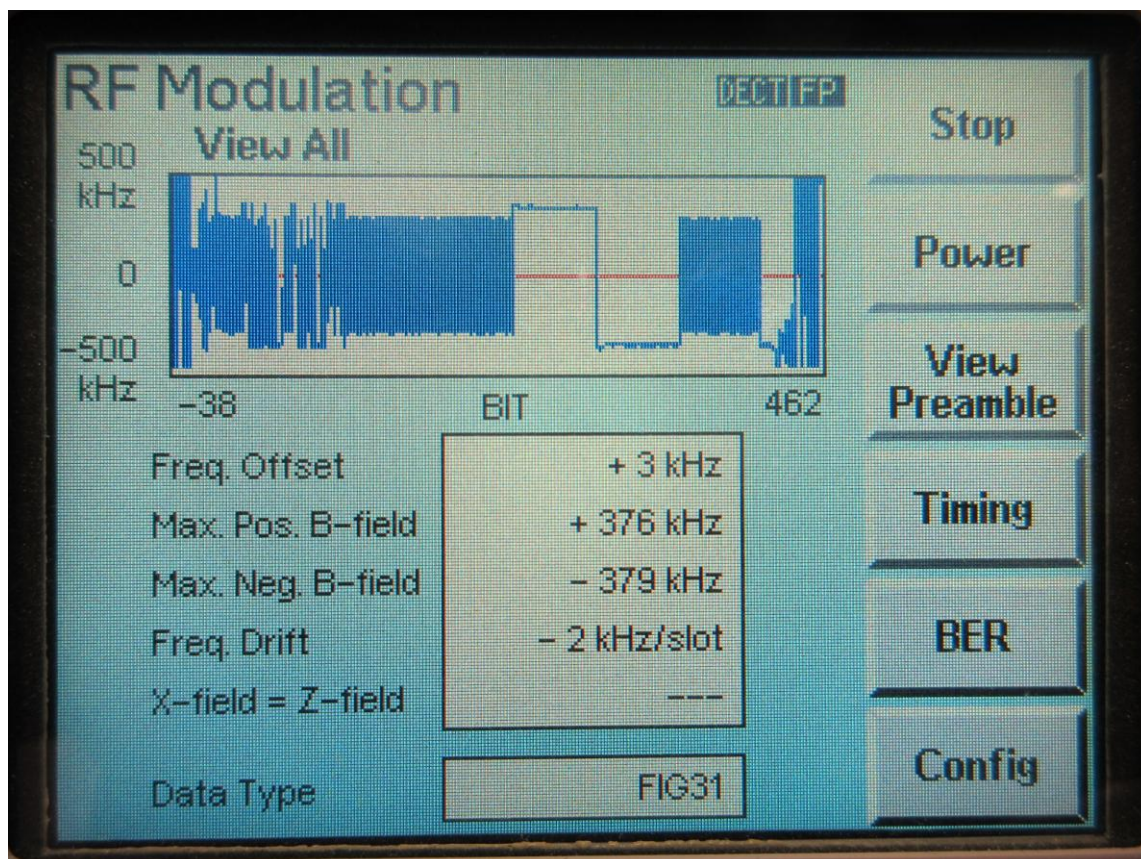 RF Modulation
DECT FP
View All
500
kHz
0
-500
kHz
-38 BIT 462
Freq. Offset + 3 kHz
Max. Pos. B-field + 376 kHz
Max. Neg. B-field - 379 kHz
Freq. Drift - 2 kHz/slot
X-field = Z-field ---
Data Type FIG31
Stop
Power
View
Preamble
Timing
BER
Config